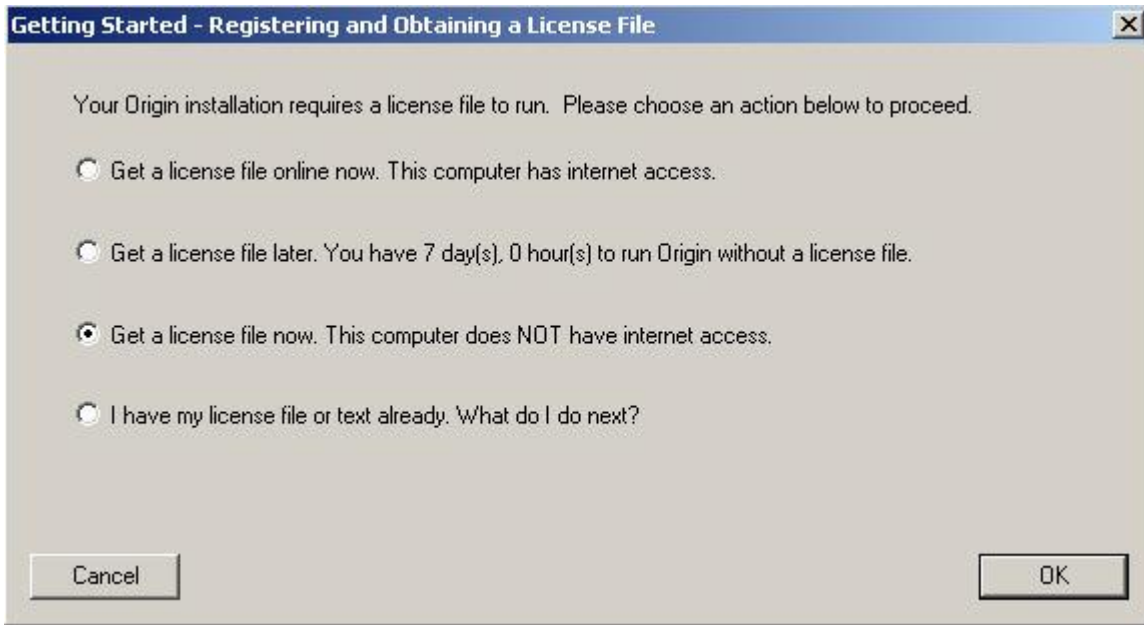 Getting Started - Registering and Obtaining a License File
Your Origin installation requires a license file to run.  Please choose an action below to proceed.
Get a license file online now. This computer has internet access.
Get a license file later. You have 7 day(s), 0 hour(s) to run Origin without a license file.
Get a license file now. This computer does NOT have internet access.
I have my license file or text already. What do I do next?
Cancel
OK